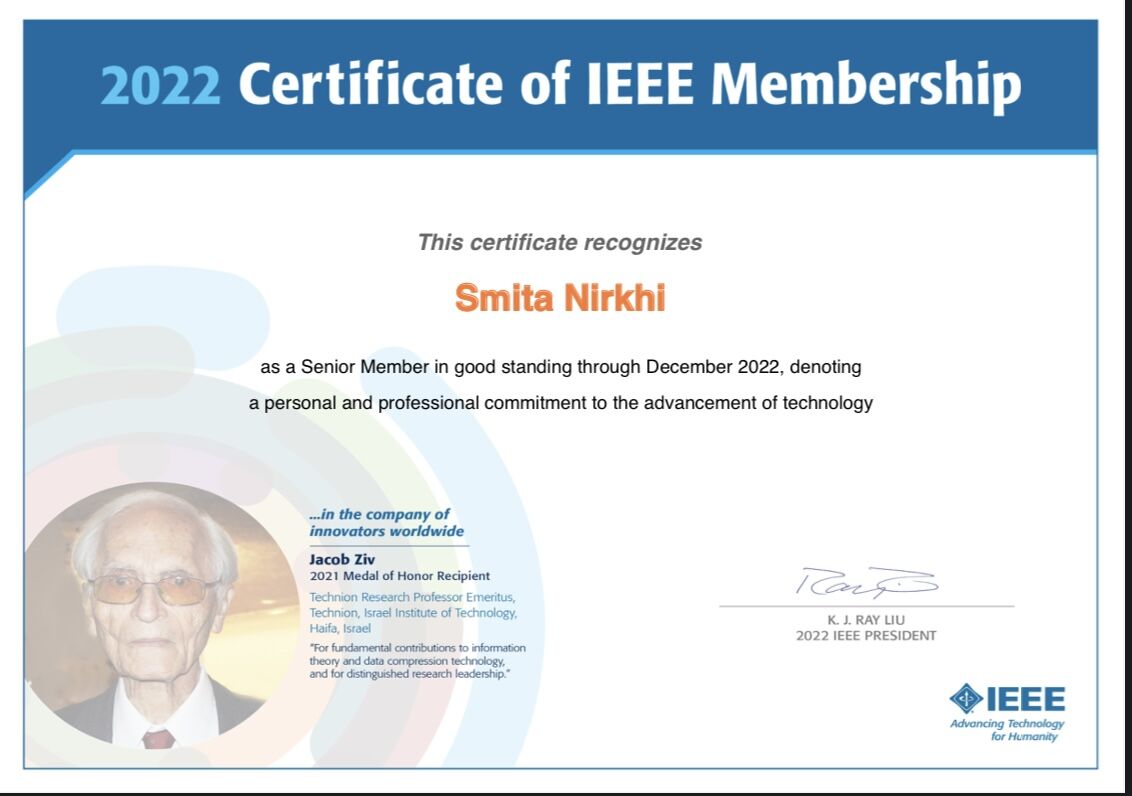 2022 Certificate of IEEE Membership
This certificate recognizes
Smita Nirkhi
as a Senior Member in good standing through December 2022, denoting
a personal and professional commitment to the advancement of technology
...in the company of
innovators worldwide
Jacob Ziv
2021 Medal of Honor Recipient
Technion Research Professor Emeritus,
Technion, Israel Institute of Technology,
Haifa, Israel
"For fundamental contributions to information
theory and data compression technology,
and for distinguished research leadership."
K. J. RAY LIU
2022 IEEE PRESIDENT
IEEE
Advancing Technology
for Humanity